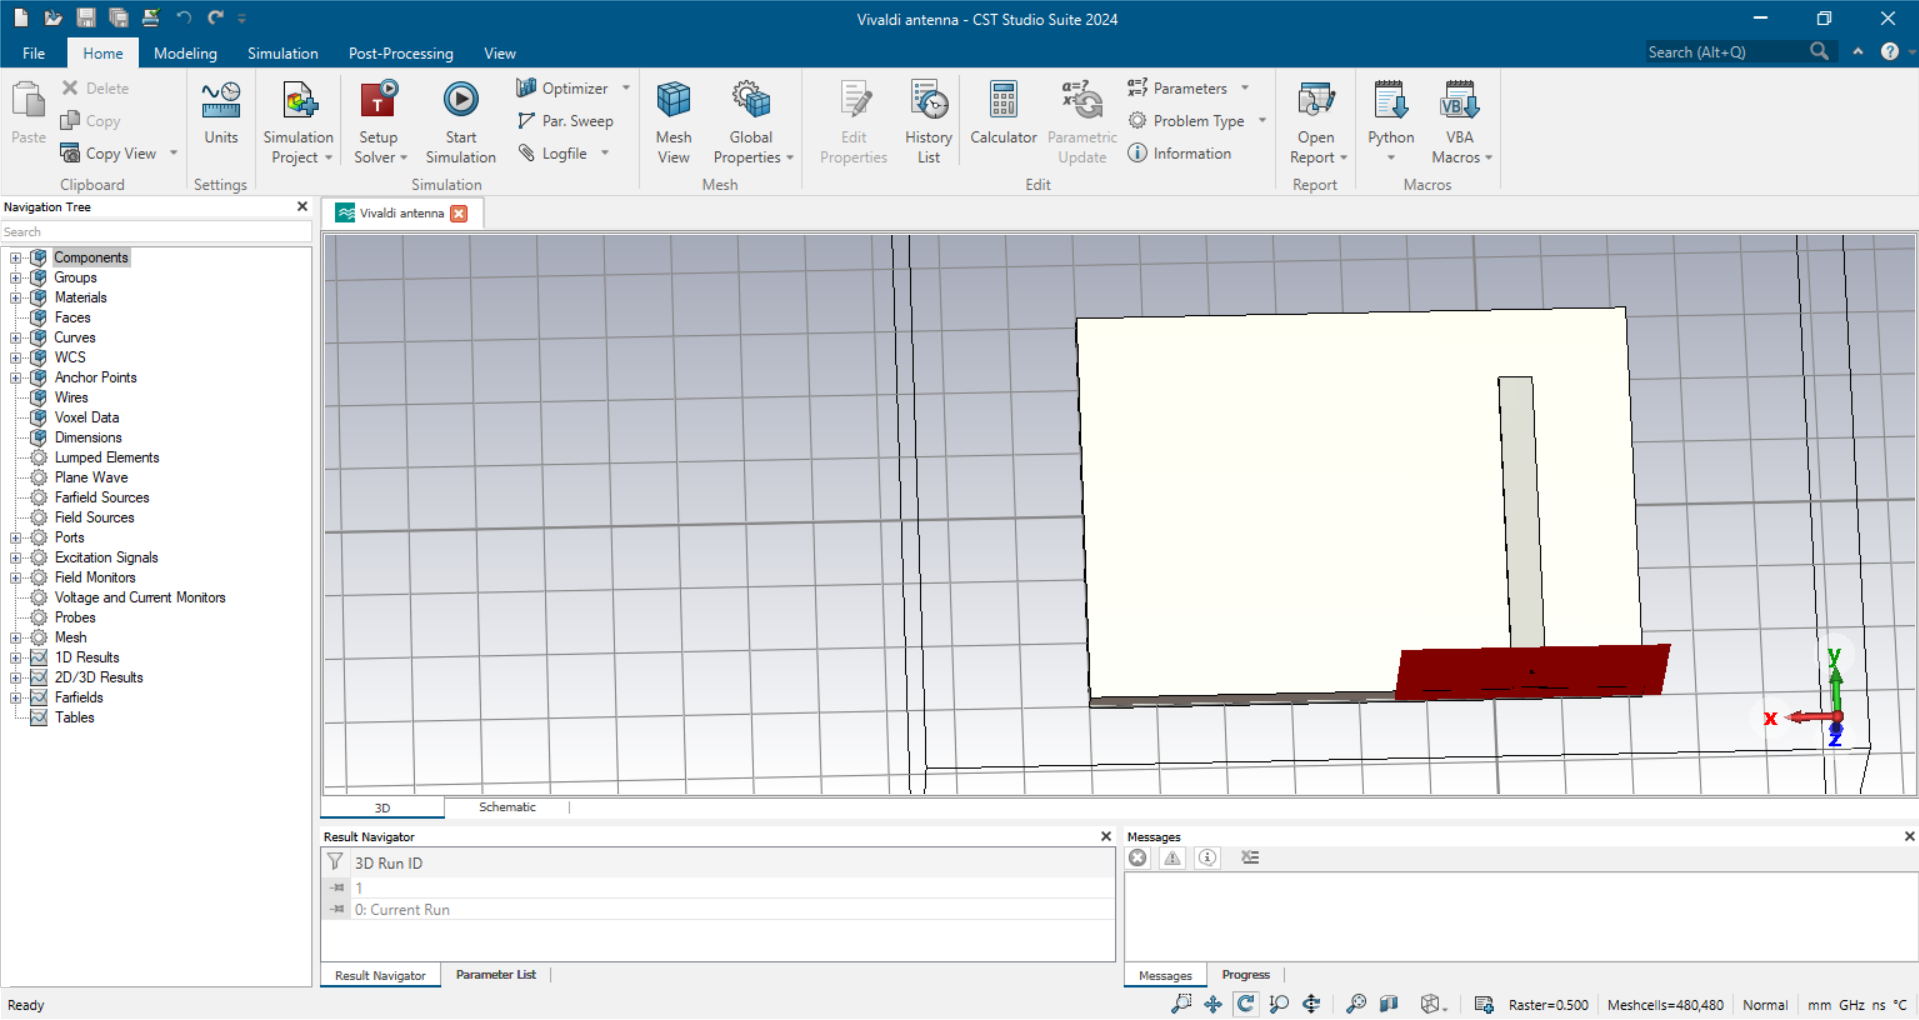 Vivaldi antenna - CST Studio Suite 2024
File Home Modeling Simulation Post-Processing View Search (Alt+Q)
Paste
Delete
Copy
Copy View
Clipboard
Units
Settings
Simulation
Project
Setup
Solver
Start
Simulation
Optimizer
Par. Sweep
Logfile
Simulation
Mesh
View
Global
Properties
Mesh
Edit
Properties
History
List
Calculator
Parametric
Update
Parameters
Problem Type
Information
Edit
Open
Report
Report
Python
VBA
Macros
Macros
Navigation Tree
Search
Components
Groups
Materials
Faces
Curves
WCS
Anchor Points
Wires
Voxel Data
Dimensions
Lumped Elements
Plane Wave
Farfield Sources
Field Sources
Ports
Excitation Signals
Field Monitors
Voltage and Current Monitors
Probes
Mesh
1D Results
2D/3D Results
Farfields
Tables
Vivaldi antenna
y
x
z
3D Schematic
Result Navigator
3D Run ID
1
0: Current Run
Result Navigator Parameter List
Messages
Messages Progress
Ready
Raster=0.500 Meshcells=480,480 Normal mm GHz ns °C